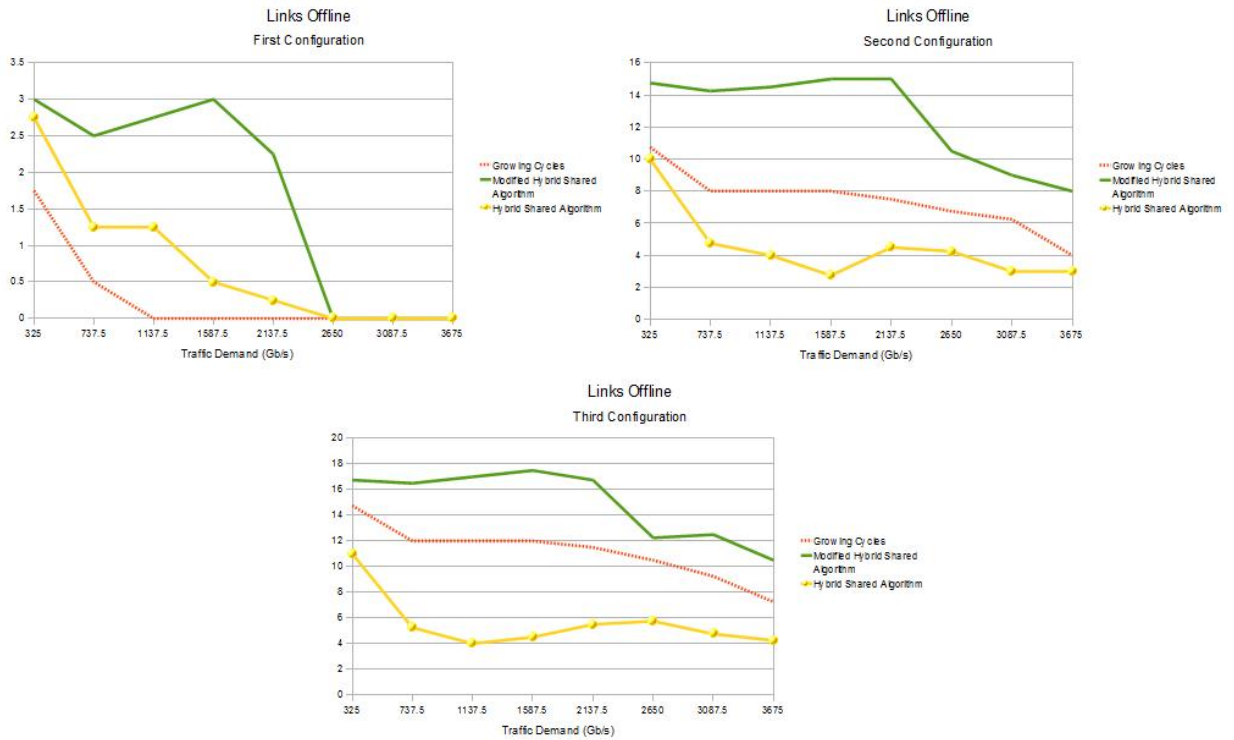 Links Offline
First Configuration
3.5
3
2.5
2
1.5
1
0.5
0
325 737.5 1137.5 1587.5 2137.5 2650 3087.5 3675
Traffic Demand (Gb/s)
Growing Cycles
Modified Hybrid Shared
Algorithm
Hybrid Shared Algorithm
Links Offline
Second Configuration
16
14
12
10
8
6
4
2
0
325 737.5 1137.5 1587.5 2137.5 2650 3087.5 3675
Traffic Demand (Gb/s)
Growing Cycles
Modified Hybrid Shared
Algorithm
Hybrid Shared Algorithm
Links Offline
Third Configuration
20
18
16
14
12
10
8
6
4
2
0
325 737.5 1137.5 1587.5 2137.5 2650 3087.5 3675
Traffic Demand (Gb/s)
Growing Cycles
Modified Hybrid Shared
Algorithm
Hybrid Shared Algorithm